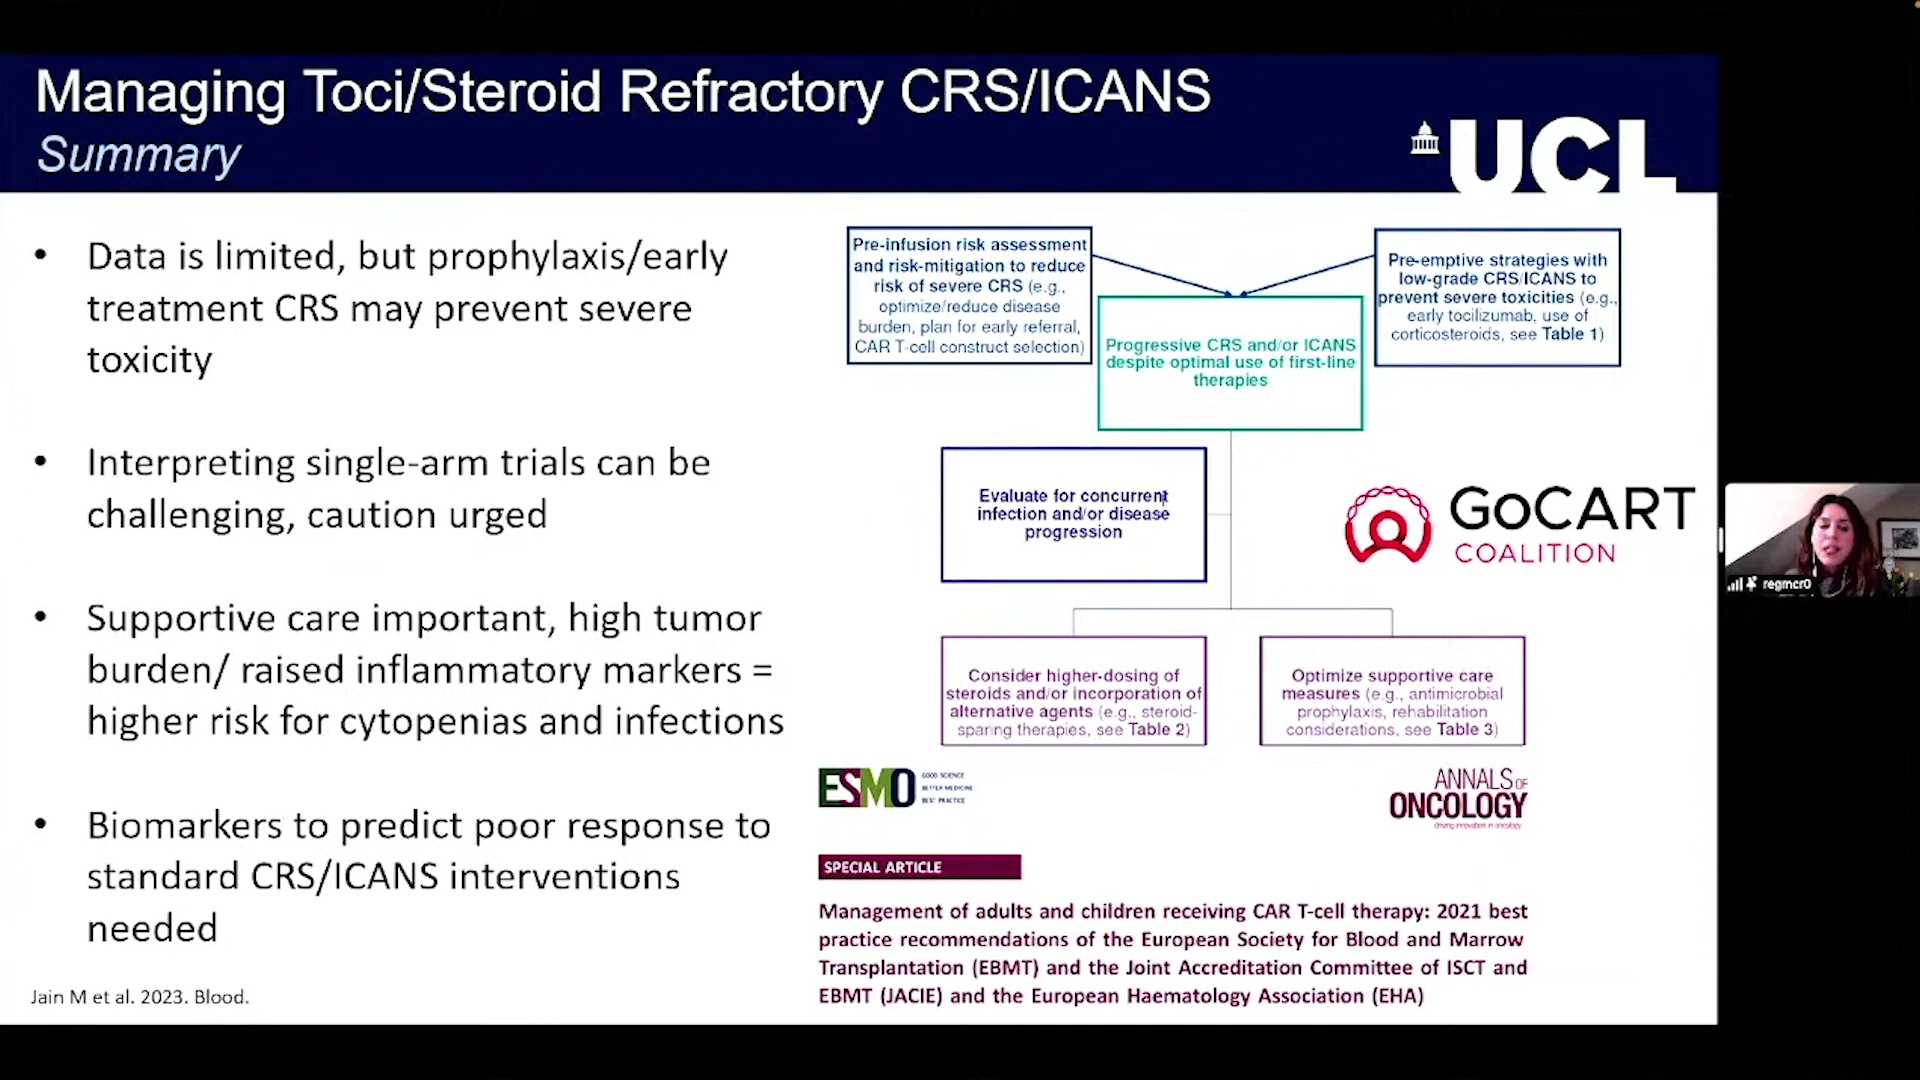 Managing Toci/Steroid Refractory CRS/ICANS
Summary
UCL
• Data is limited, but prophylaxis/early
treatment CRS may prevent severe
toxicity
• Interpreting single-arm trials can be
challenging, caution urged
• Supportive care important, high tumor
burden/ raised inflammatory markers =
higher risk for cytopenias and infections
• Biomarkers to predict poor response to
standard CRS/ICANS interventions
needed
Jain M et al. 2023. Blood.
Pre-infusion risk assessment
and risk-mitigation to reduce
risk of severe CRS (e.g.,
optimize/reduce disease
burden, plan for early referral,
CAR T-cell construct selection)
Pre-emptive strategies with
low-grade CRS/ICANS to
prevent severe toxicities (e.g.,
early tocilizumab, use of
corticosteroids, see Table 1)
Progressive CRS and/or ICANS
despite optimal use of first-line
therapies
Evaluate for concurrent
infection and/or disease
progression
GoCART
COALITION
Consider higher-dosing of
steroids and/or incorporation of
alternative agents (e.g., steroid-
sparing therapies, see Table 2)
Optimize supportive care
measures (e.g., antimicrobial
prophylaxis, rehabilitation
considerations, see Table 3)
ESMO
GOOD SCIENCE
BETTER MEDICINE
BEST PRACTICE
ANNALS OF
ONCOLOGY
driving innovation in oncology
SPECIAL ARTICLE
Management of adults and children receiving CAR T-cell therapy: 2021 best
practice recommendations of the European Society for Blood and Marrow
Transplantation (EBMT) and the Joint Accreditation Committee of ISCT and
EBMT (JACIE) and the European Haematology Association (EHA)
regmcr0